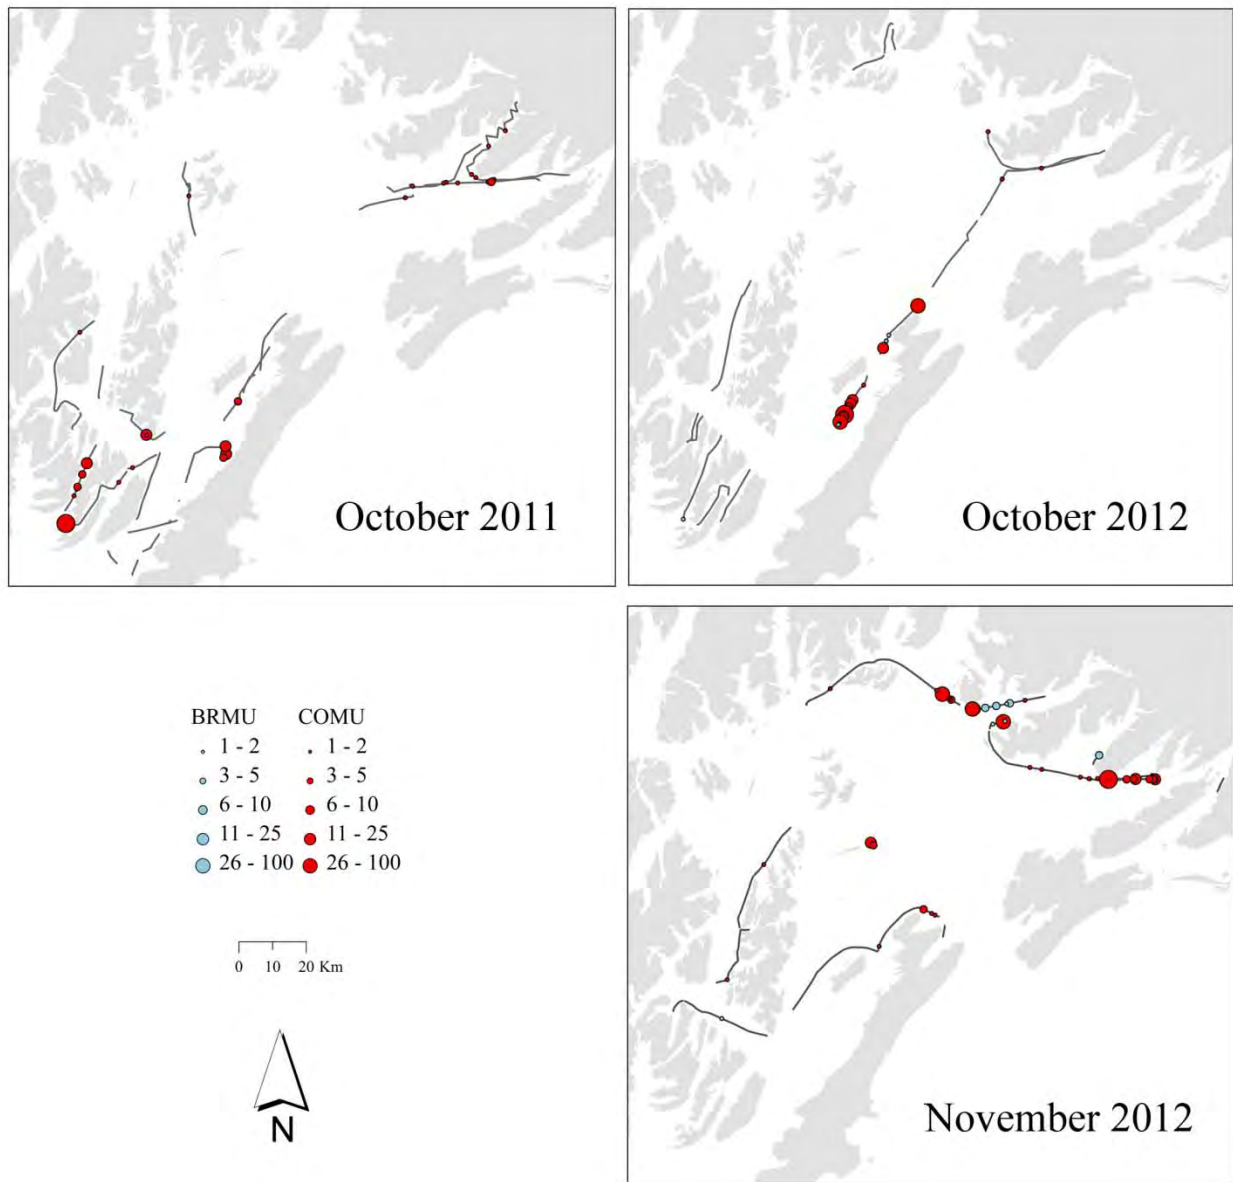 October 2011
October 2012
BRMU COMU
1 - 2 1 - 2
3 - 5 3 - 5
6 - 10 6 - 10
11 - 25 11 - 25
26 - 100 26 - 100
0 10 20 Km
N
November 2012